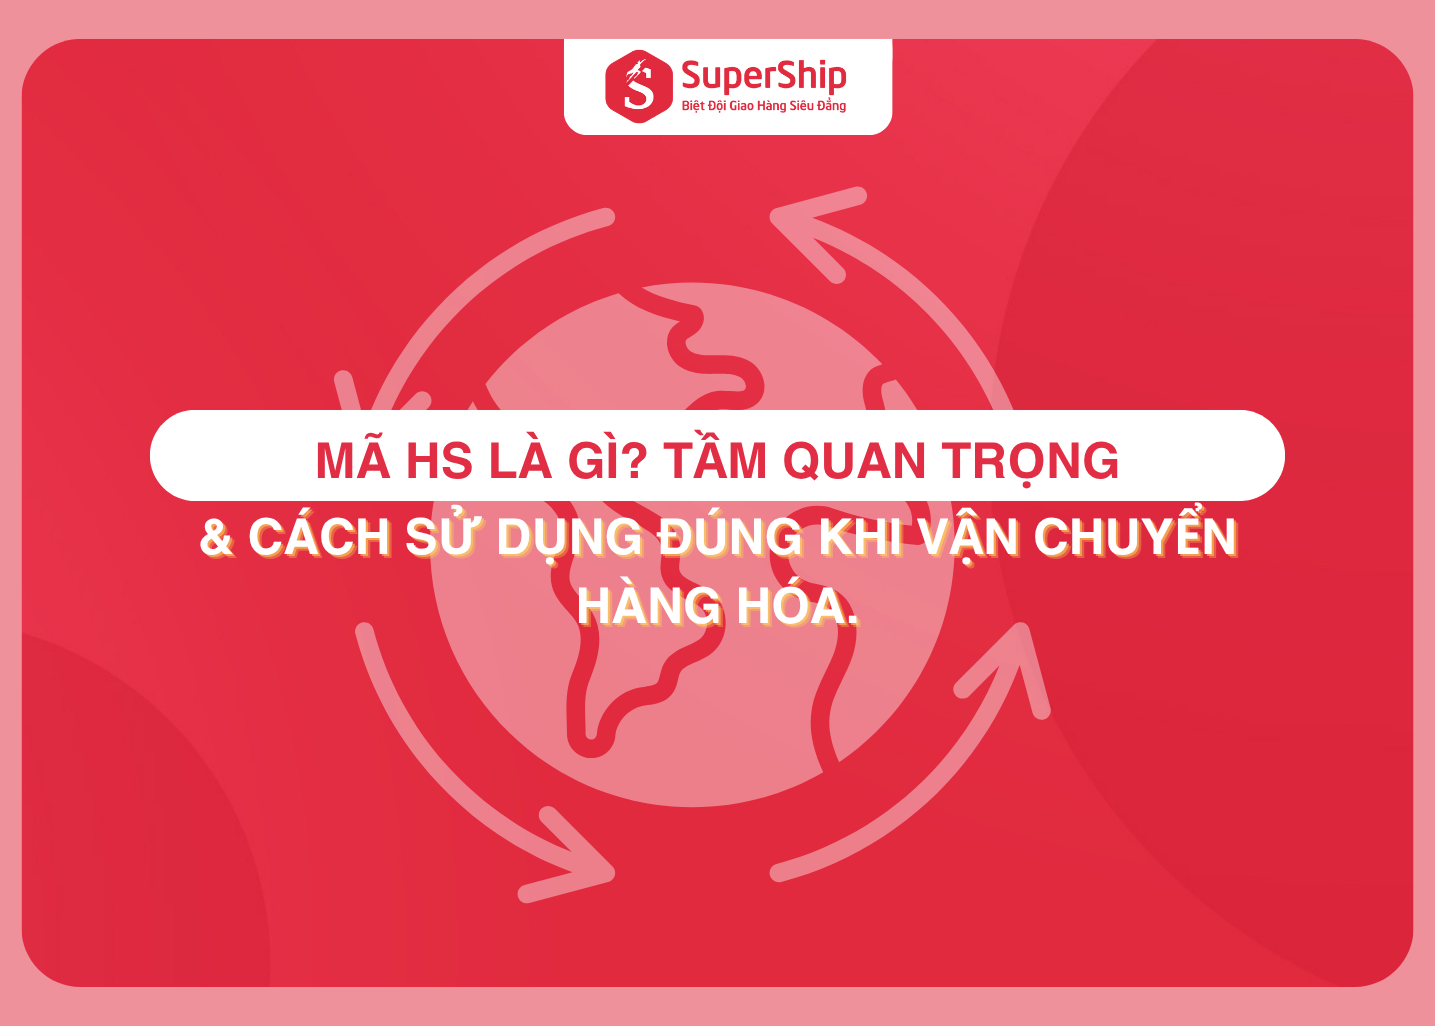 SuperShip
Biệt Đội Giao Hàng Siêu Đẳng
MÃ HS LÀ GÌ? TẦM QUAN TRỌNG
& CÁCH SỬ DỤNG ĐÚNG KHI VẬN CHUYỂN
HÀNG HÓA.